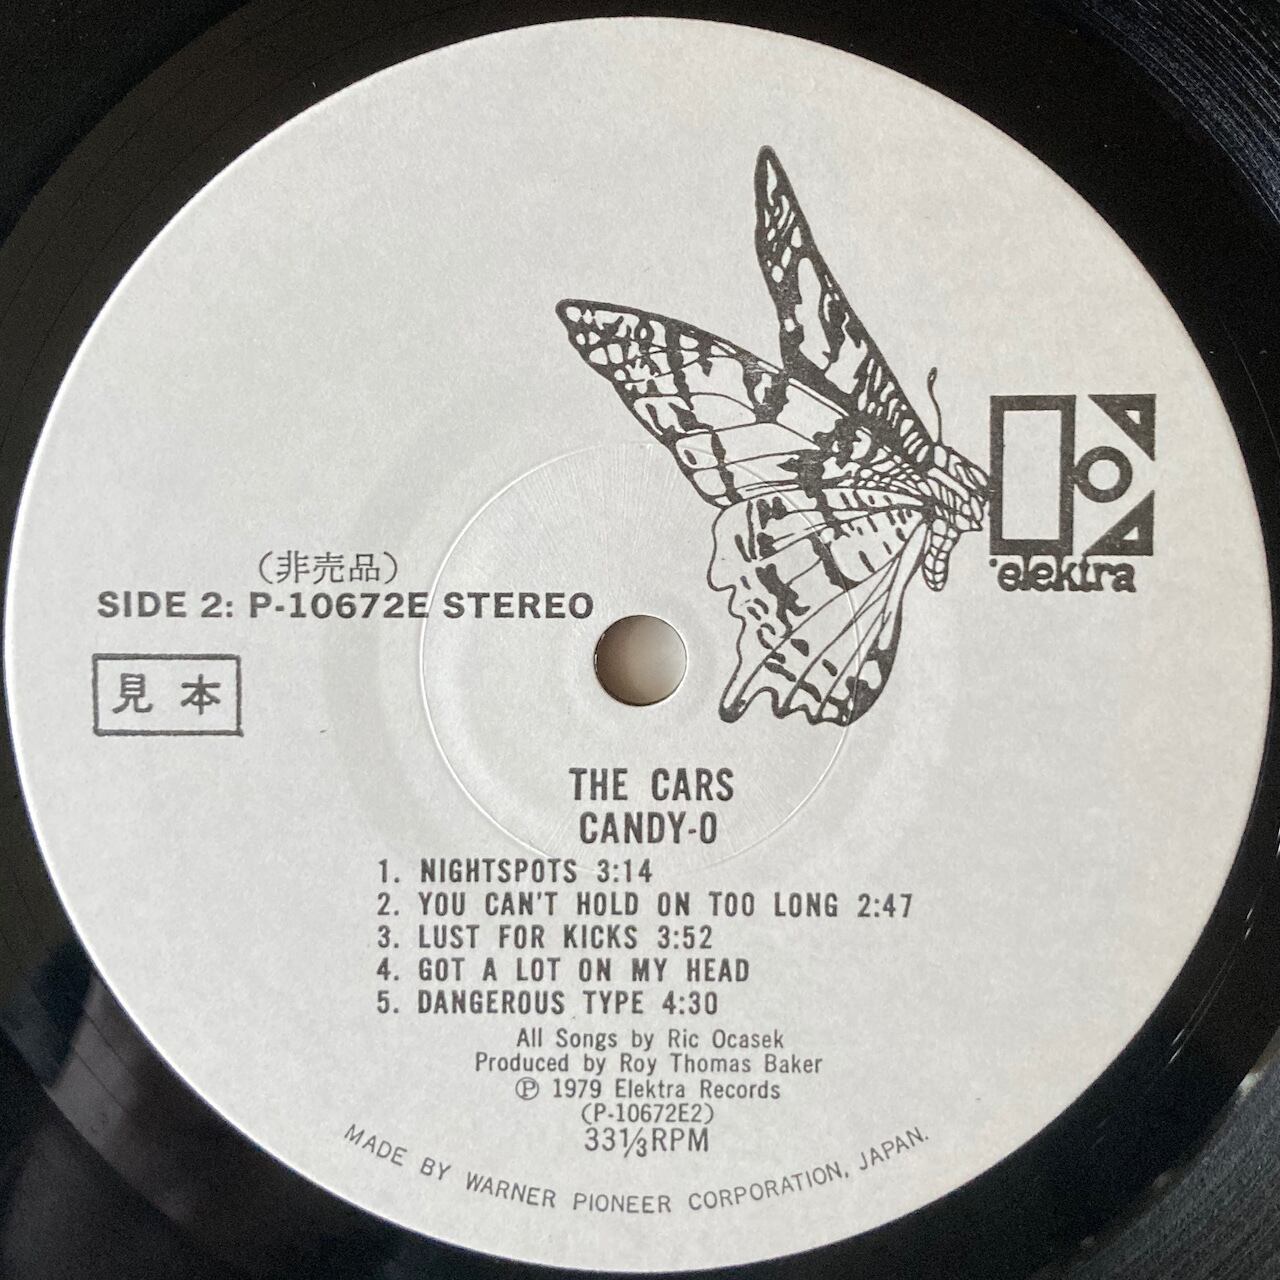 elektra
（非売品）
SIDE 2: P-10672E STEREO
見本
THE CARS
CANDY-O
1. NIGHTSPOTS 3:14
2. YOU CAN'T HOLD ON TOO LONG 2:47
3. LUST FOR KICKS 3:52
4. GOT A LOT ON MY HEAD
5. DANGEROUS TYPE 4:30
All Songs by Ric Ocasek
Produced by Roy Thomas Baker
℗ 1979 Elektra Records
(P-10672E2)
33⅓RPM
MADE BY WARNER PIONEER CORPORATION, JAPAN.